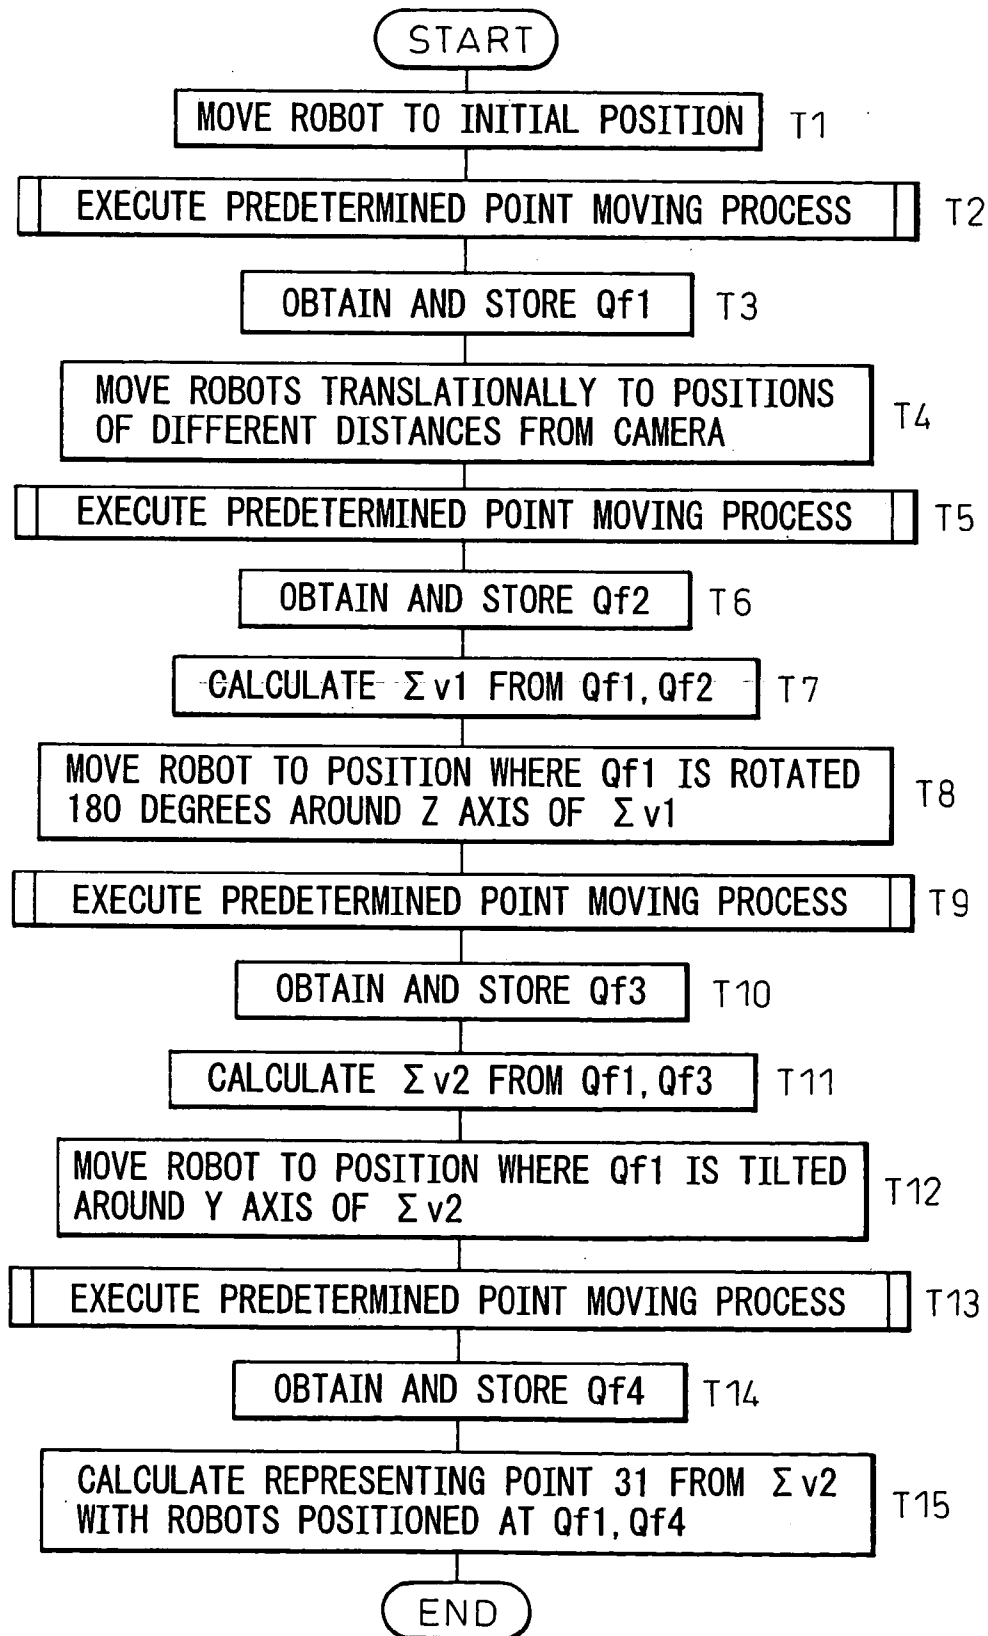 START
MOVE ROBOT TO INITIAL POSITION T1
EXECUTE PREDETERMINED POINT MOVING PROCESS T2
OBTAIN AND STORE Qf1 T3
MOVE ROBOTS TRANSLATIONALLY TO POSITIONS
OF DIFFERENT DISTANCES FROM CAMERA T4
EXECUTE PREDETERMINED POINT MOVING PROCESS T5
OBTAIN AND STORE Qf2 T6
CALCULATE Σv1 FROM Qf1, Qf2 T7
MOVE ROBOT TO POSITION WHERE Qf1 IS ROTATED
180 DEGREES AROUND Z AXIS OF Σv1 T8
EXECUTE PREDETERMINED POINT MOVING PROCESS T9
OBTAIN AND STORE Qf3 T10
CALCULATE Σv2 FROM Qf1, Qf3 T11
MOVE ROBOT TO POSITION WHERE Qf1 IS TILTED
AROUND Y AXIS OF Σv2 T12
EXECUTE PREDETERMINED POINT MOVING PROCESS T13
OBTAIN AND STORE Qf4 T14
CALCULATE REPRESENTING POINT 31 FROM Σv2
WITH ROBOTS POSITIONED AT Qf1, Qf4 T15
END